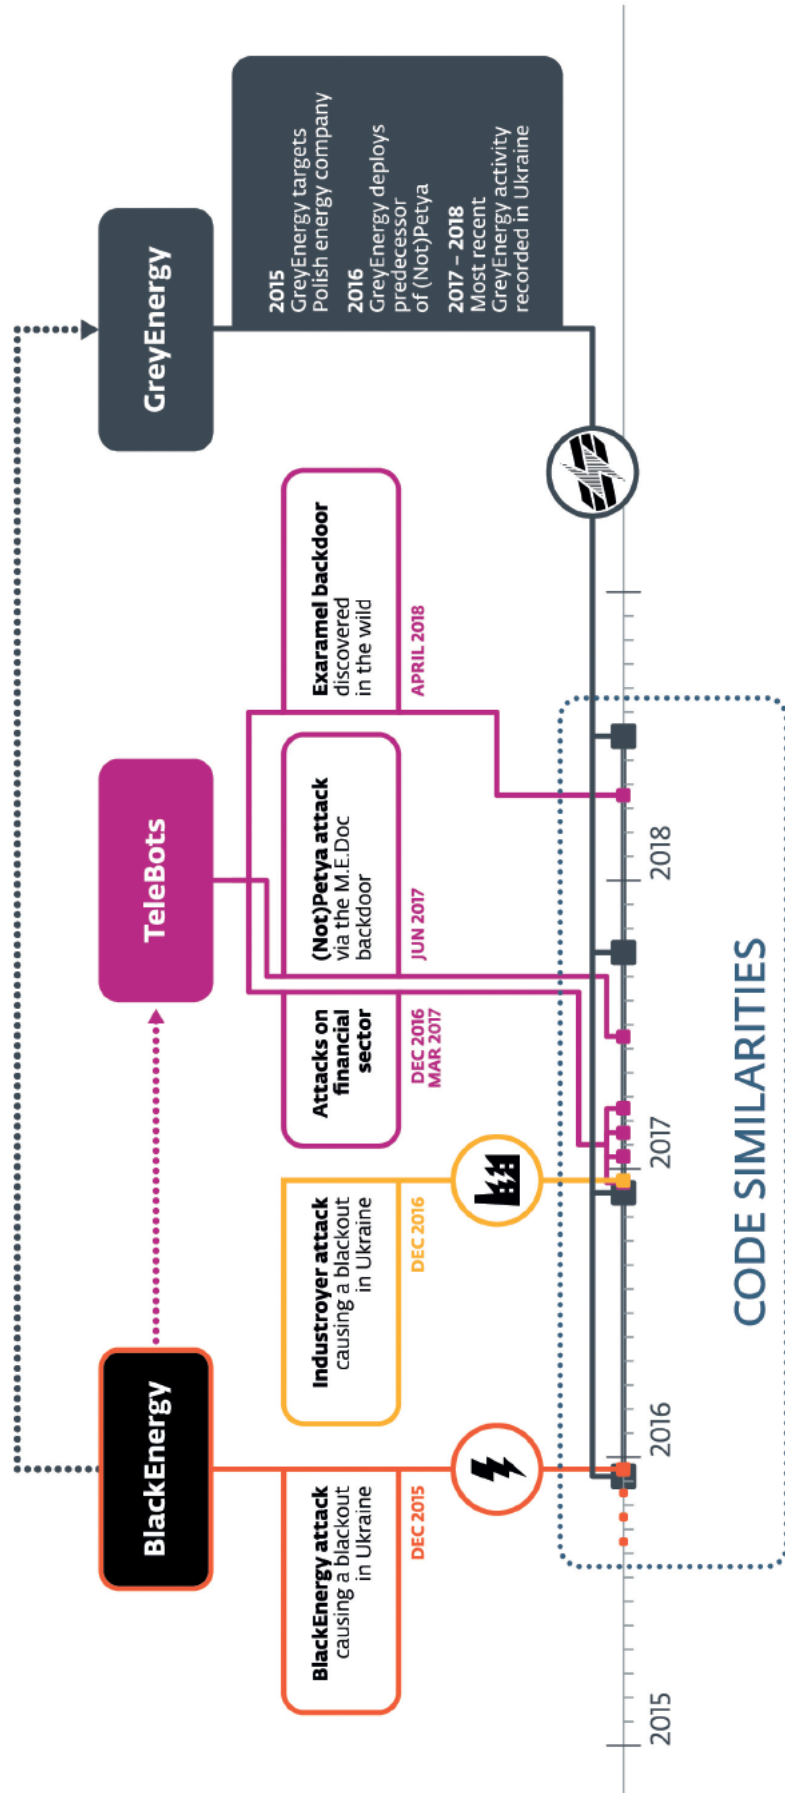 BlackEnergy
TeleBots
GreyEnergy
BlackEnergy attack
causing a blackout
in Ukraine
DEC 2015
Industroyer attack
causing a blackout
in Ukraine
DEC 2016
Attacks on
financial
sector
DEC 2016
MAR 2017
(Not)Petya attack
via the M.E.Doc
backdoor
JUN 2017
Exaramel backdoor
discovered
in the wild
APRIL 2018
2015
GreyEnergy targets
Polish energy company
2016
GreyEnergy deploys
predecessor
of (Not)Petya
2017 – 2018
Most recent
GreyEnergy activity
recorded in Ukraine
2015
2016
2017
2018
CODE SIMILARITIES